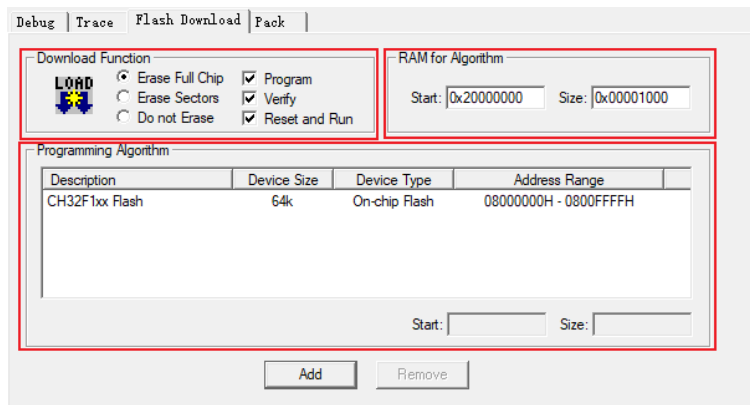 Debug Trace Flash Download Pack
Download Function
LOAD
Erase Full Chip
Erase Sectors
Do not Erase
Program
Verify
Reset and Run
RAM for Algorithm
Start: 0x20000000 Size: 0x00001000
Programming Algorithm
Description Device Size Device Type Address Range
CH32F1xx Flash 64k On-chip Flash 08000000H - 0800FFFFH
Start: Size:
Add Remove